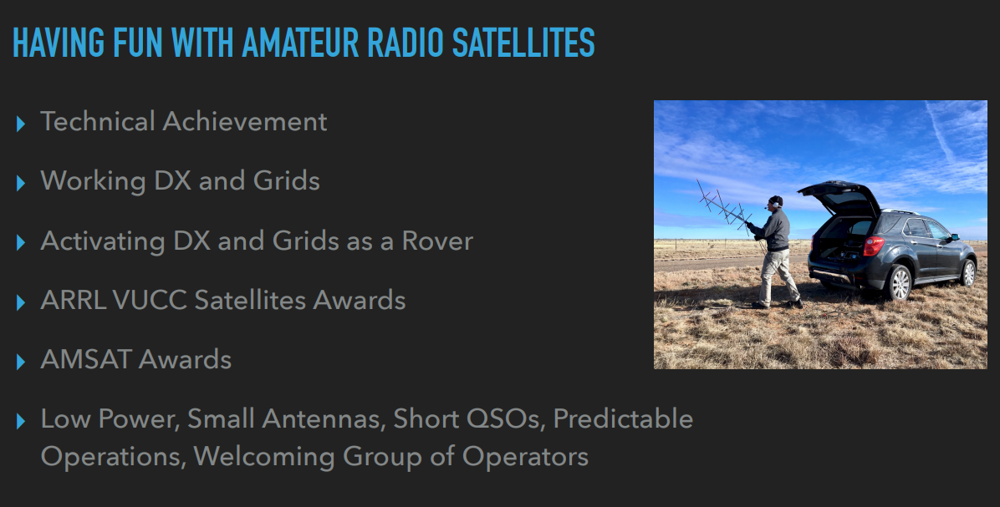 HAVING FUN WITH AMATEUR RADIO SATELLITES
Technical Achievement
Working DX and Grids
Activating DX and Grids as a Rover
ARRL VUCC Satellites Awards
AMSAT Awards
Low Power, Small Antennas, Short QSOs, Predictable
Operations, Welcoming Group of Operators